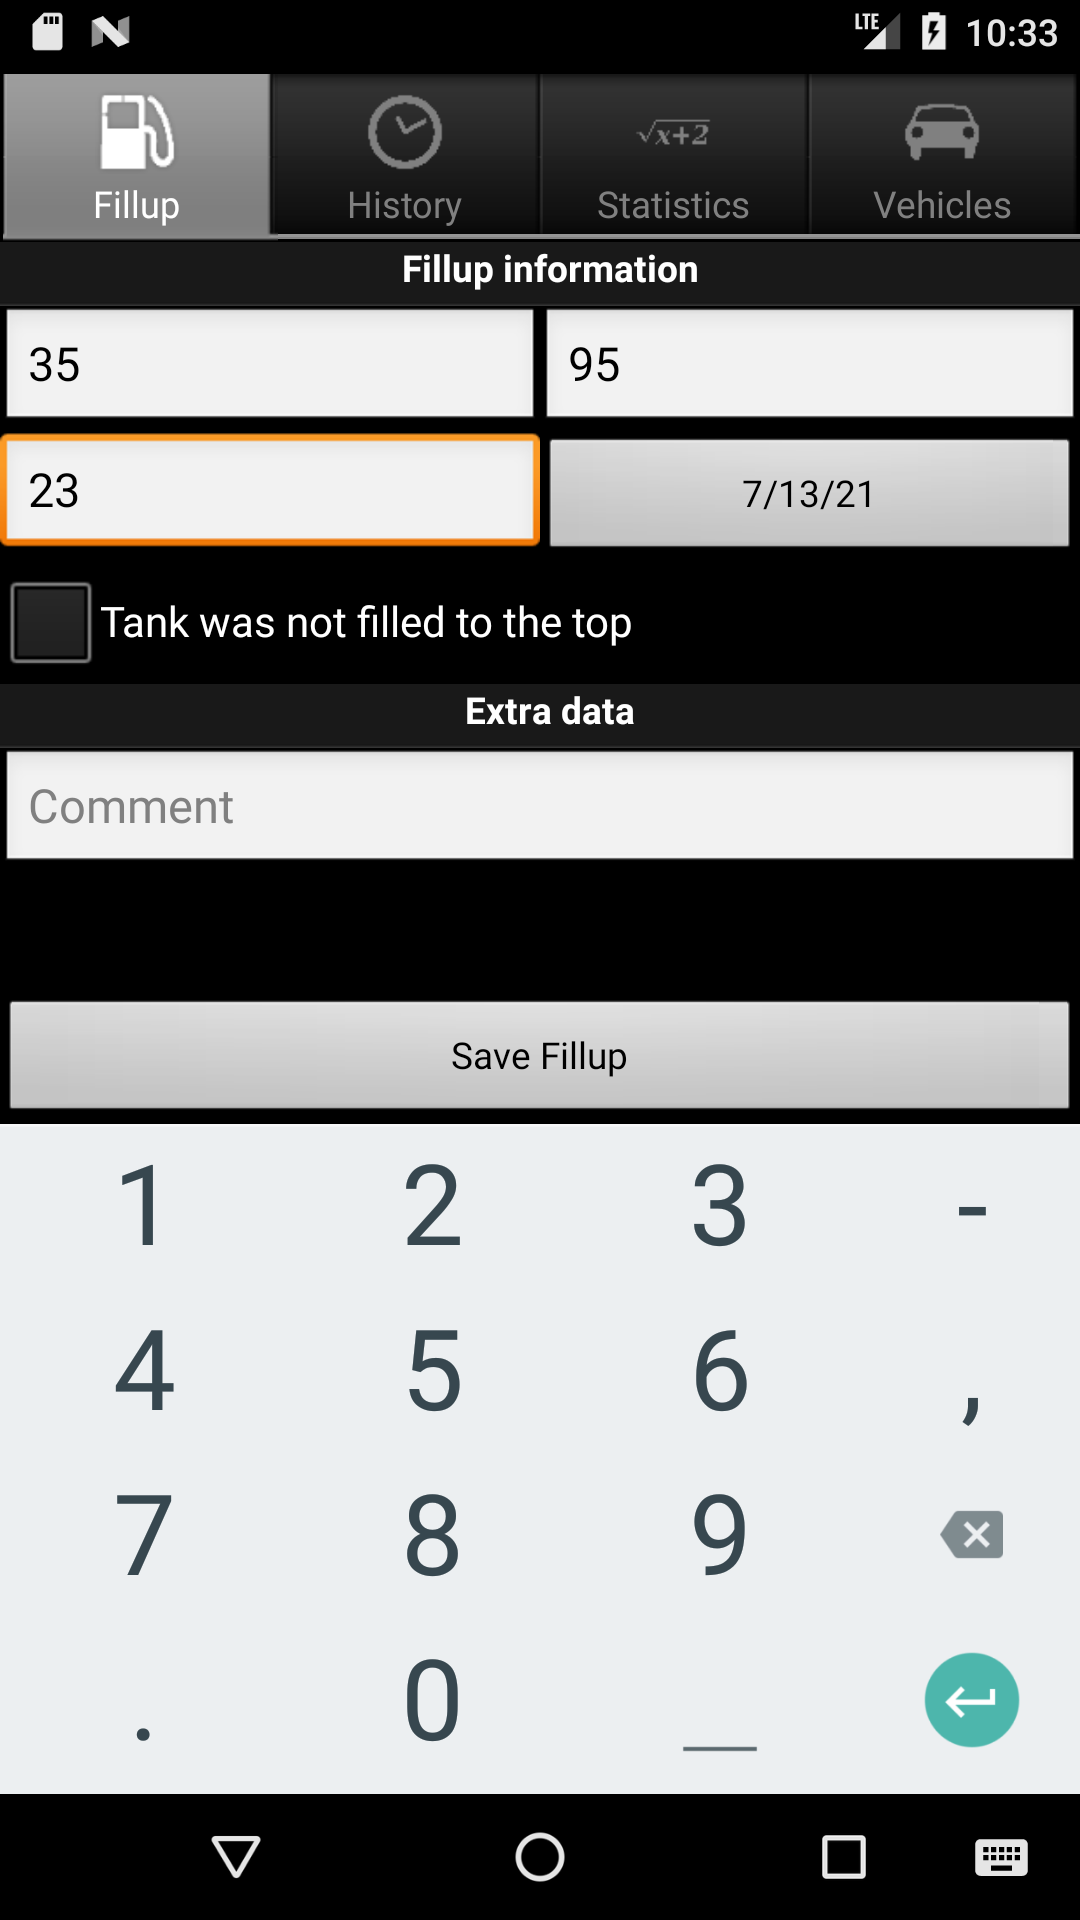 LTE 10:33
√x+2
Fillup History Statistics Vehicles
Fillup information
35 95
23 7/13/21
Tank was not filled to the top
Extra data
Comment
Save Fillup
1 2 3 -
4 5 6 ,
7 8 9
. 0 _